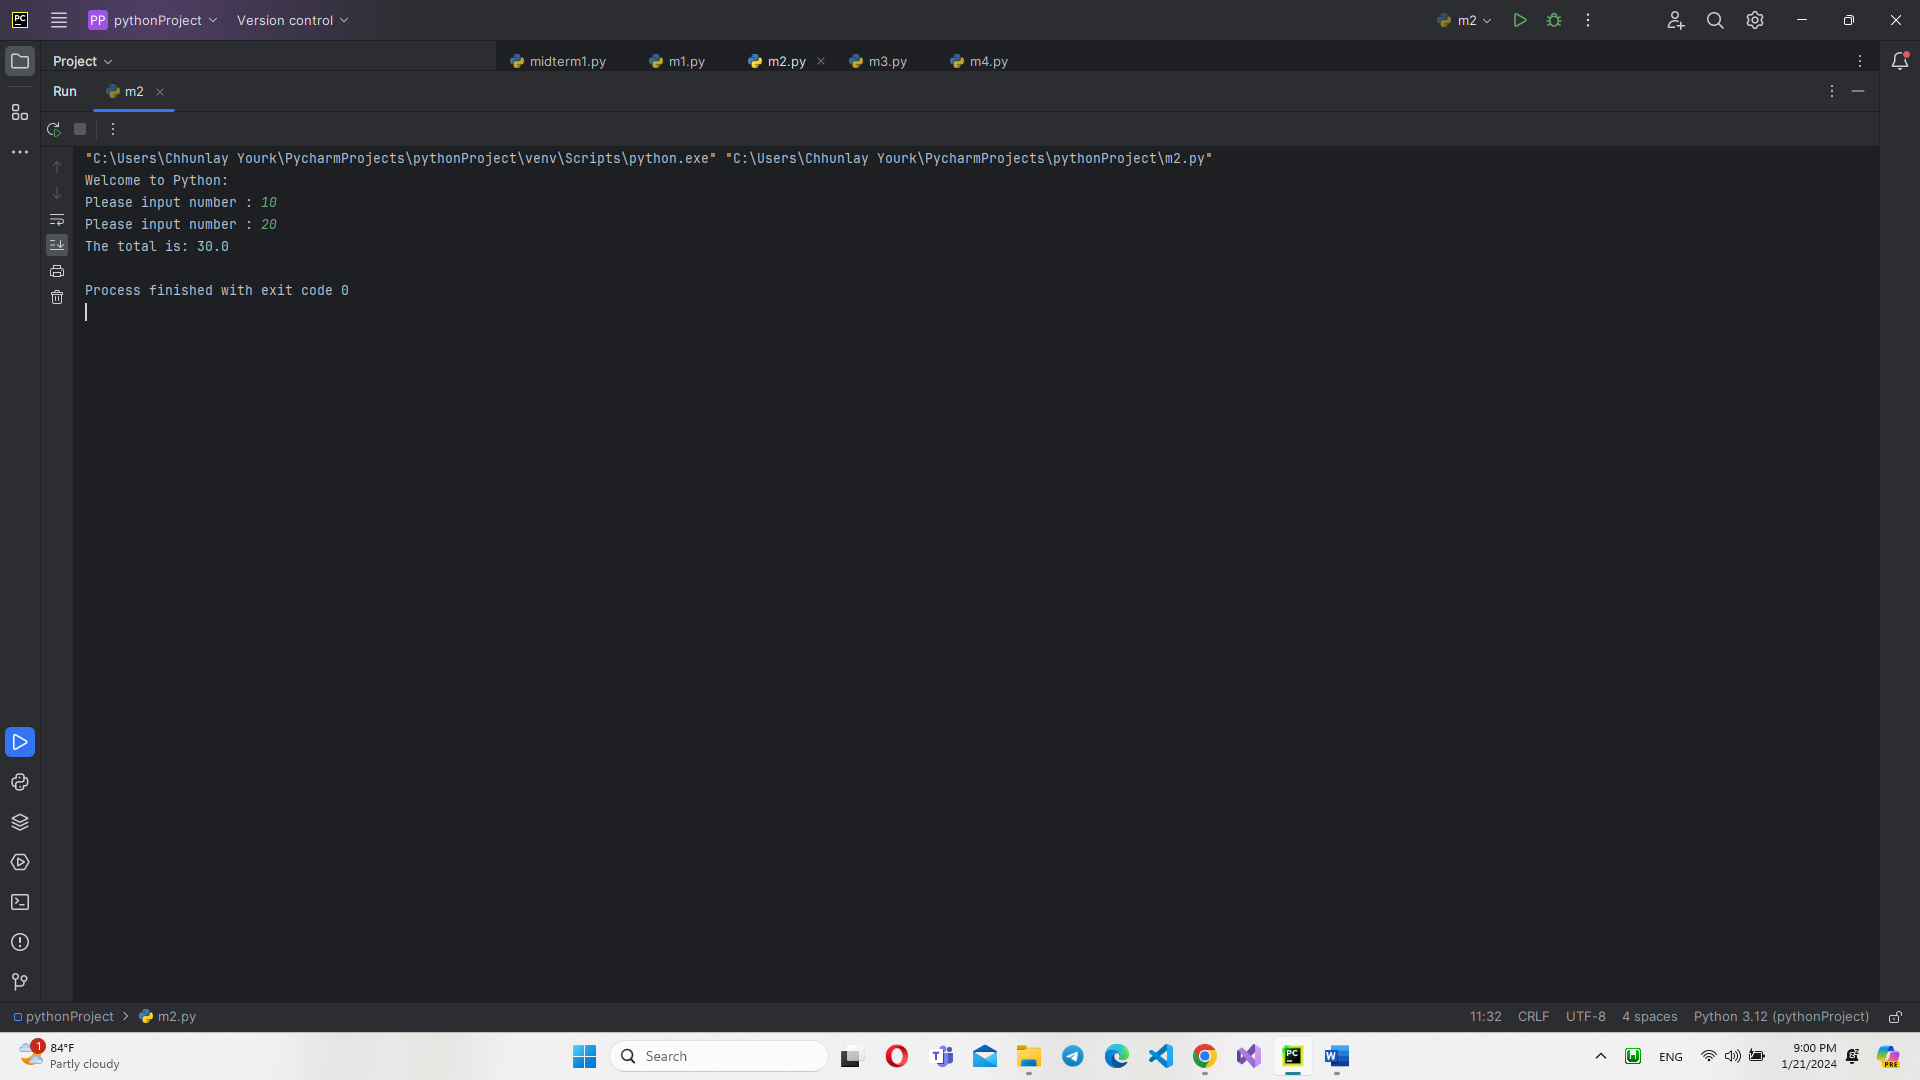 PC
PP pythonProject Version control m2
Project midterm1.py m1.py m2.py m3.py m4.py
Run m2
"C:\Users\Chhunlay Yourk\PycharmProjects\pythonProject\venv\Scripts\python.exe" "C:\Users\Chhunlay Yourk\PycharmProjects\pythonProject\m2.py"
Welcome to Python:
Please input number : 10
Please input number : 20
The total is: 30.0
Process finished with exit code 0
pythonProject > m2.py 11:32 CRLF UTF-8 4 spaces Python 3.12 (pythonProject)
1 84°F
Partly cloudy
Search
PC
ENG
9:00 PM
1/21/2024
PRE